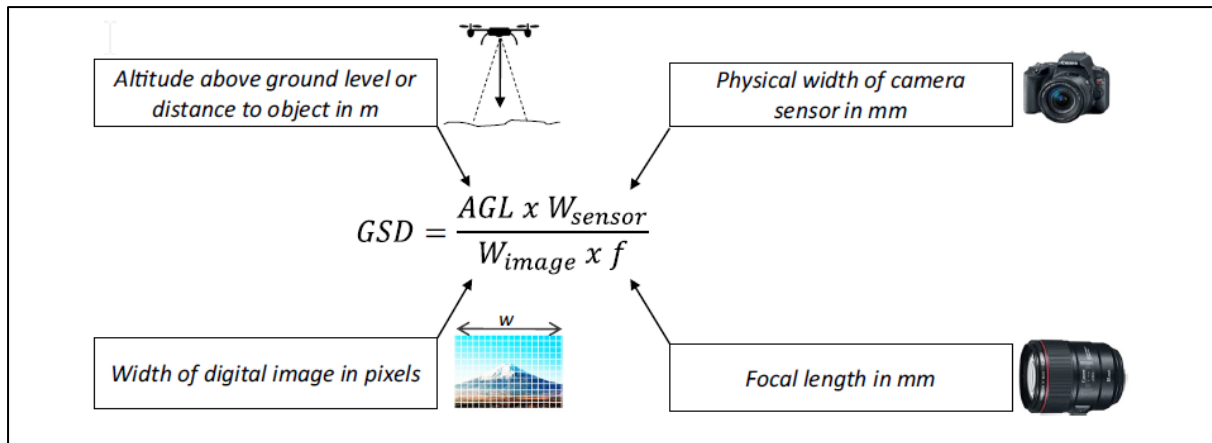 Altitude above ground level or
distance to object in m
Physical width of camera
sensor in mm
GSD = AGL x W_sensor / W_image x f
w
Width of digital image in pixels
Focal length in mm